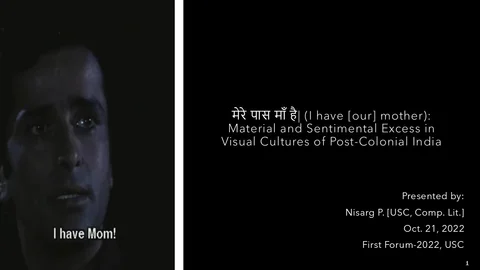 I have Mom!
मेरे पास माँ है| (I have [our] mother):
Material and Sentimental Excess in
Visual Cultures of Post-Colonial India
Presented by:
Nisarg P. [USC, Comp. Lit.]
Oct. 21, 2022
First Forum-2022, USC
1